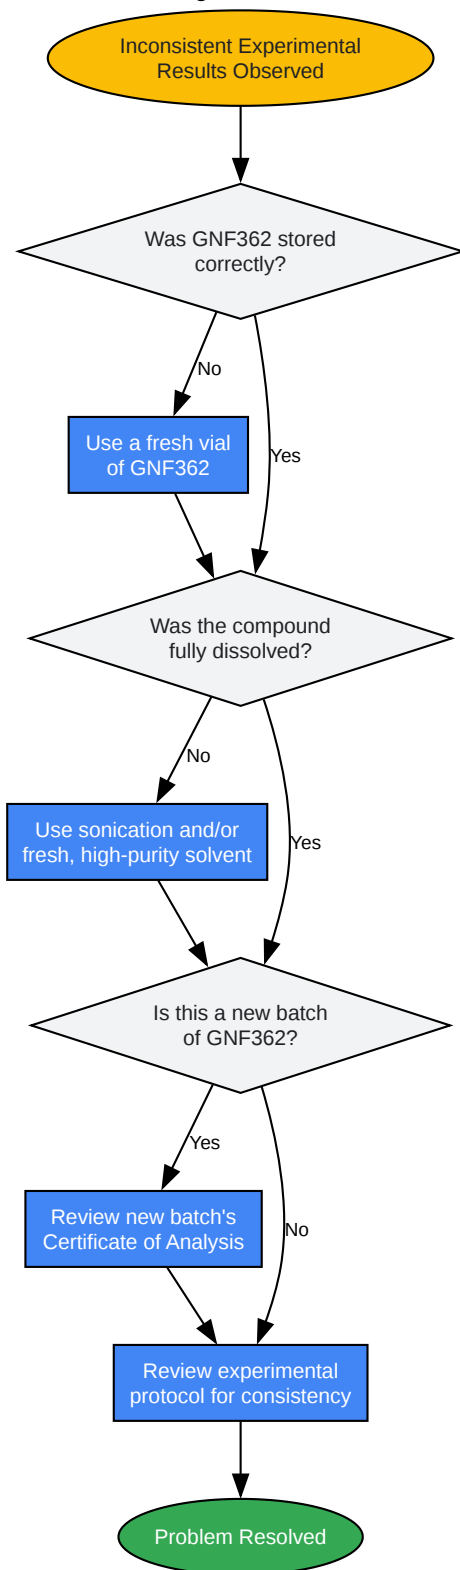 Inconsistent Experimental
Results Observed
Was GNF362 stored
correctly?
No
Yes
Use a fresh vial
of GNF362
Was the compound
fully dissolved?
No
Yes
Use sonication and/or
fresh, high-purity solvent
Is this a new batch
of GNF362?
Yes
No
Review new batch's
Certificate of Analysis
Review experimental
protocol for consistency
Problem Resolved